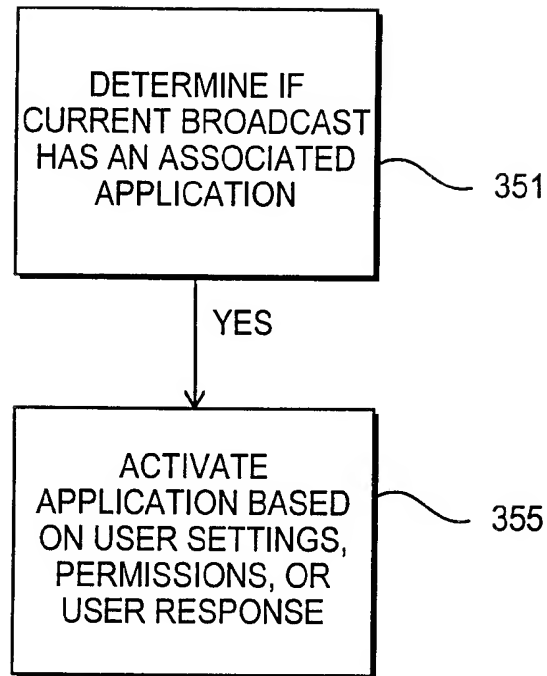 DETERMINE IF
CURRENT BROADCAST
HAS AN ASSOCIATED
APPLICATION
351
YES
ACTIVATE
APPLICATION BASED
ON USER SETTINGS,
PERMISSIONS, OR
USER RESPONSE
355